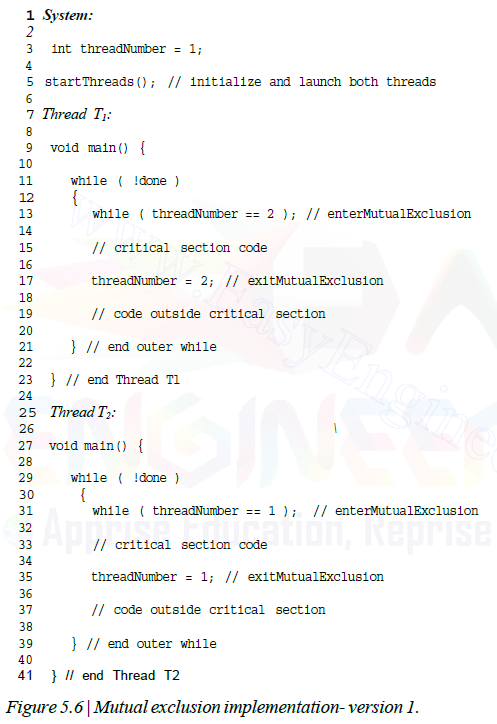 1 System:
2
3 int threadNumber = 1;
4
5 startThreads(); // initialize and launch both threads
6
7 Thread T₁:
8
9 void main() {
10
11 while ( !done )
12 {
13 while ( threadNumber == 2 ); // enterMutualExclusion
14
15 // critical section code
16
17 threadNumber = 2; // exitMutualExclusion
18
19 // code outside critical section
20
21 } // end outer while
22
23 } // end Thread T1
24
25 Thread T₂:
26 \
27 void main() {
28
29 while ( !done )
30 {
31 while ( threadNumber == 1 ); // enterMutualExclusion
32
33 // critical section code
34
35 threadNumber = 1; // exitMutualExclusion
36
37 // code outside critical section
38
39 } // end outer while
40
41 } // end Thread T2
Figure 5.6 | Mutual exclusion implementation- version 1.